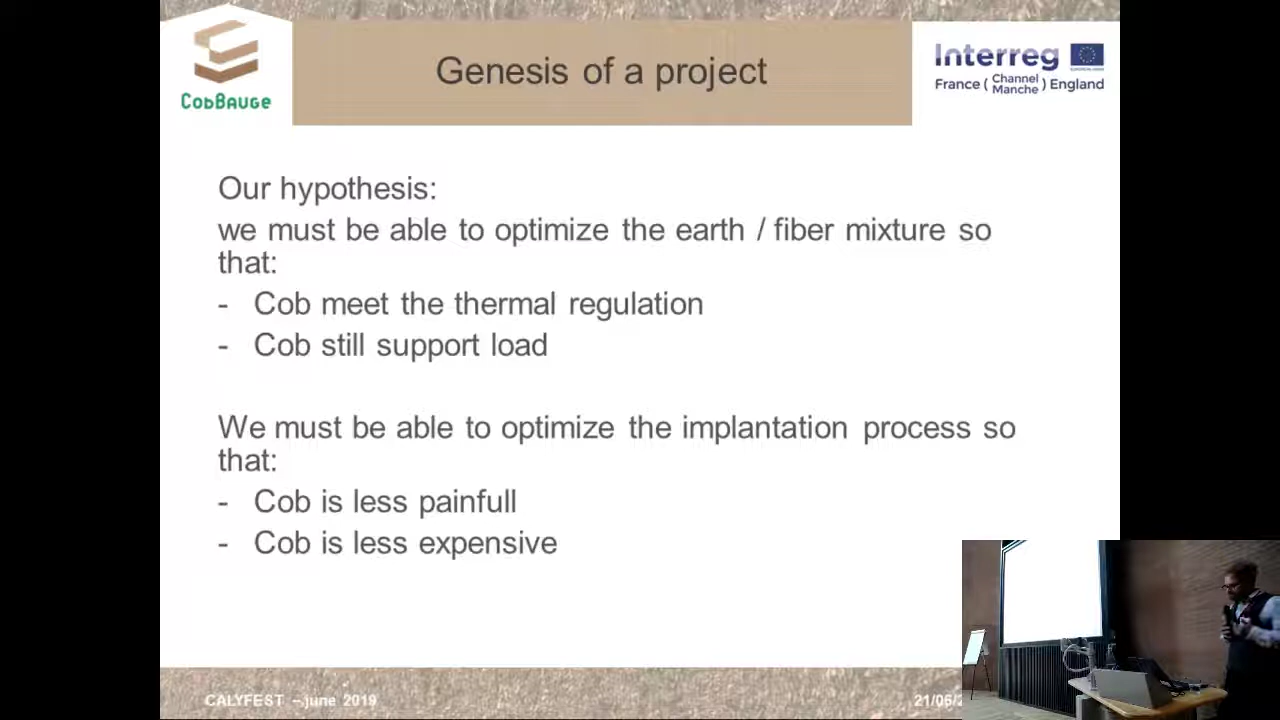 CobBauge
Genesis of a project
Interreg
EUROPEAN UNION
France ( Channel Manche ) England
Our hypothesis:
we must be able to optimize the earth / fiber mixture so
that:
- Cob meet the thermal regulation
- Cob still support load
We must be able to optimize the implantation process so
that:
- Cob is less painfull
- Cob is less expensive
CALYFEST – june 2019
21/06/2